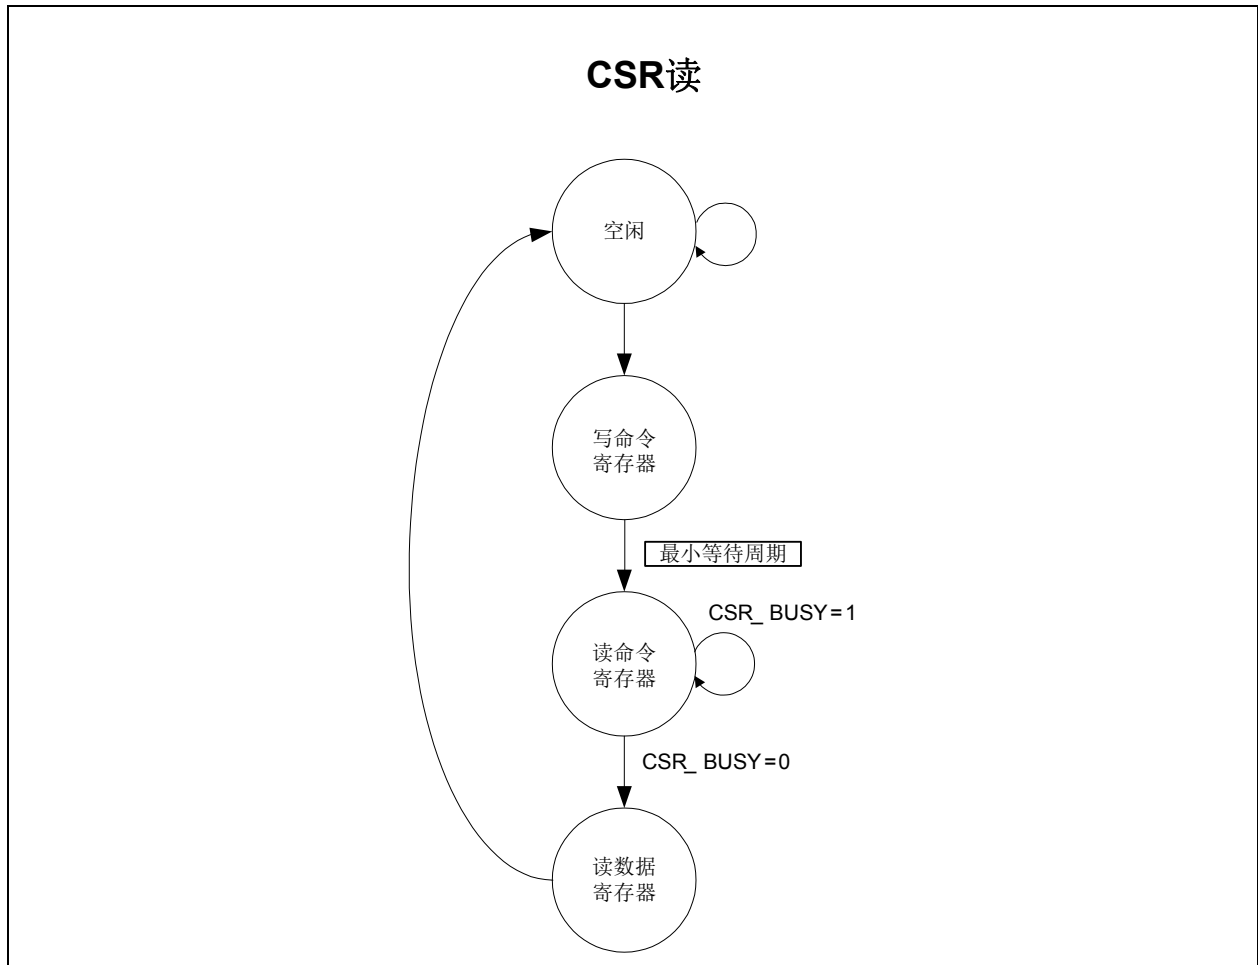 CSR读
空闲
写命令
寄存器
最小等待周期
CSR_ BUSY=1
读命令
寄存器
CSR_ BUSY=0
读数据
寄存器